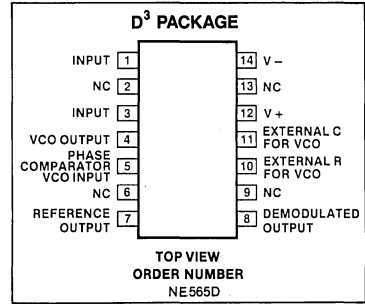 D³ PACKAGE
INPUT 1
NC 2
INPUT 3
VCO OUTPUT 4
PHASE
COMPARATOR 5
VCO INPUT
NC 6
REFERENCE 7
OUTPUT
14 V –
13 NC
12 V +
11 EXTERNAL C
FOR VCO
10 EXTERNAL R
FOR VCO
9 NC
8 DEMODULATED
OUTPUT
TOP VIEW
ORDER NUMBER
NE565D